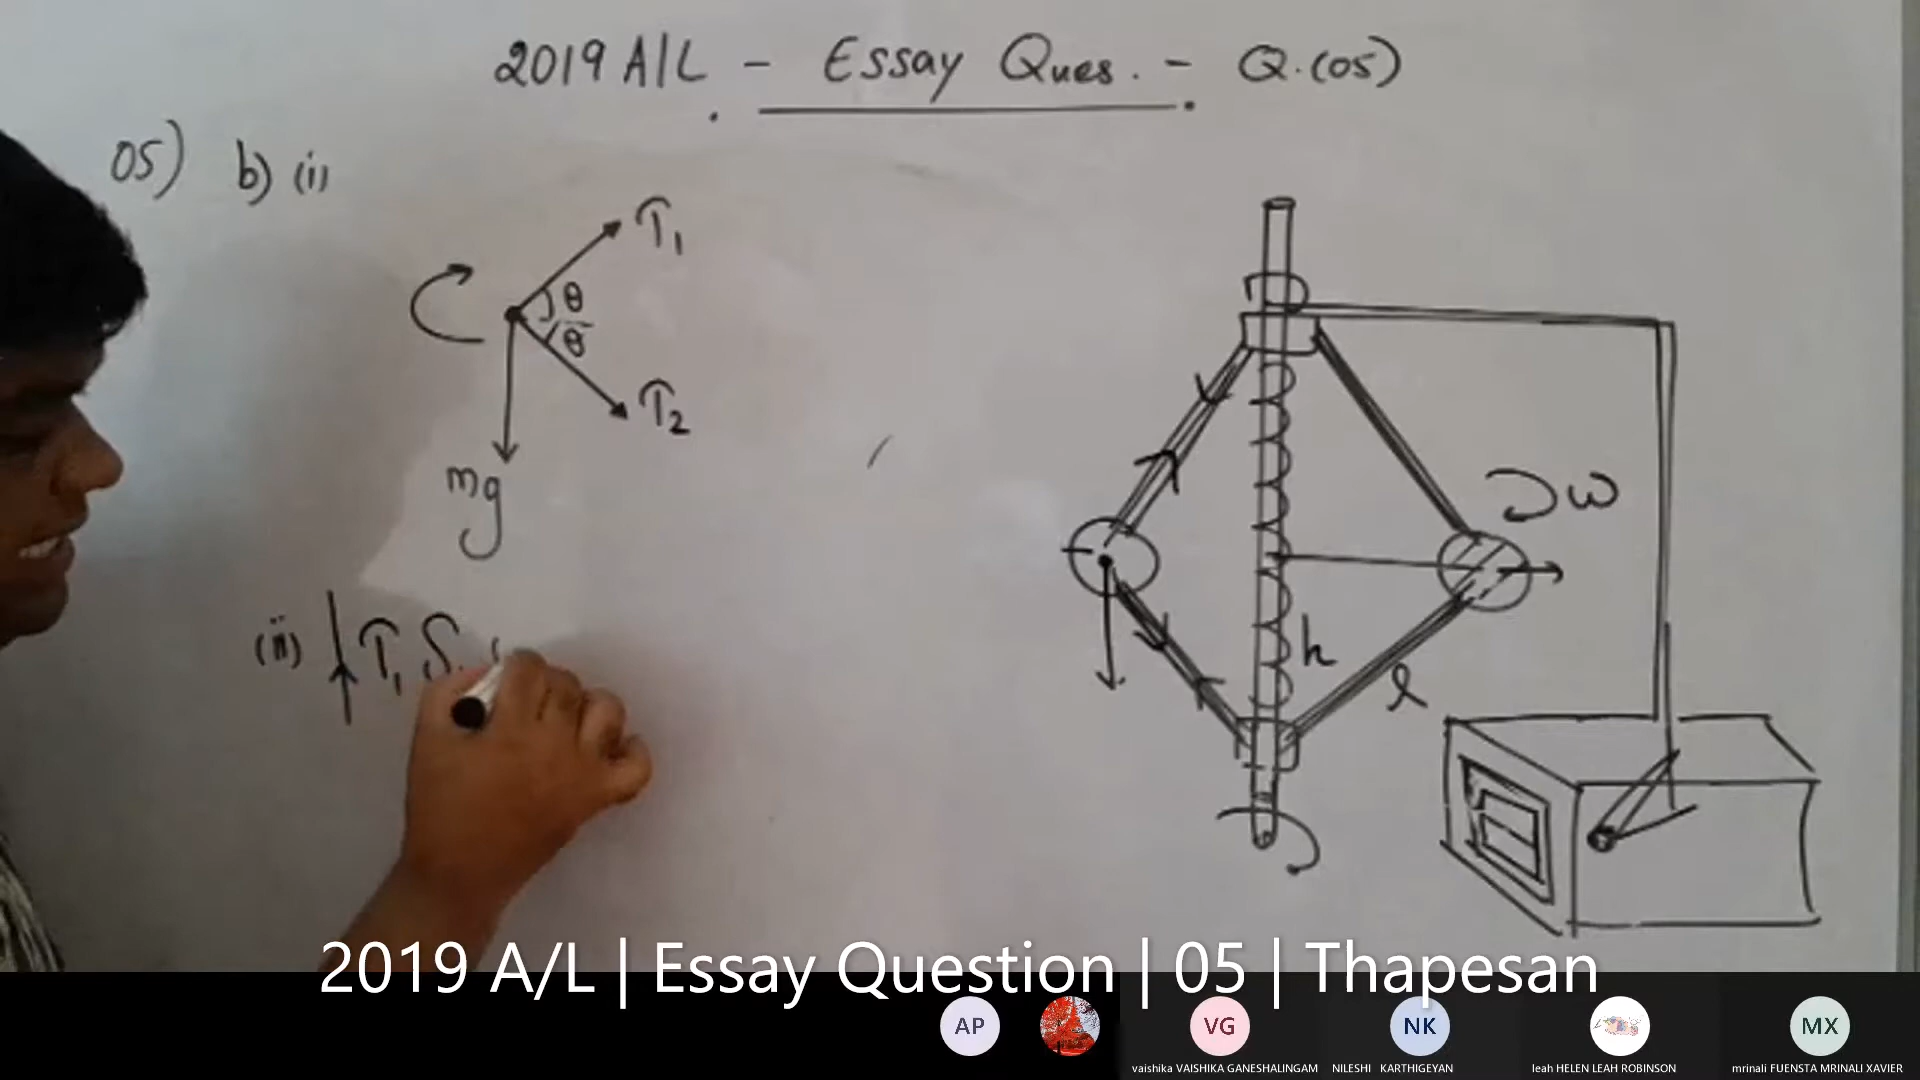 2019 A/L - Essay Ques. - Q.(05)
05) b) (i)
T1
θ
θ
T2
mg
(ii) T1 S
ω
h
l
2019 A/L | Essay Question | 05 | Thapesan
AP
VG
NK
MX
vaishika VAISHIKA GANESHALINGAM
NILESHI KARTHIGEYAN
leah HELEN LEAH ROBINSON
mrinali FUENSTA MRINALI XAVIER